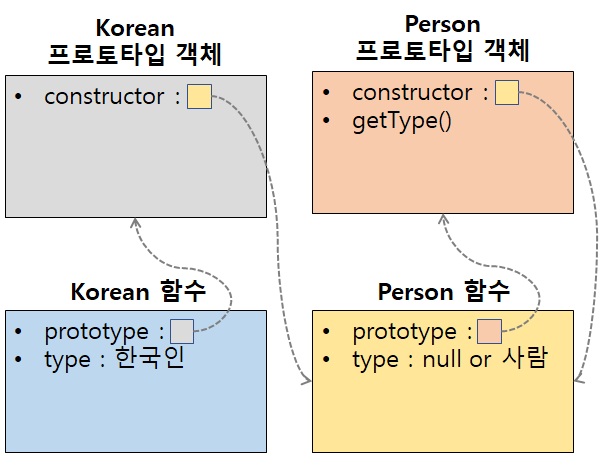 Korean
프로토타입 객체
• constructor :
Person
프로토타입 객체
• constructor :
• getType()
Korean 함수
• prototype :
• type : 한국인
Person 함수
• prototype :
• type : null or 사람